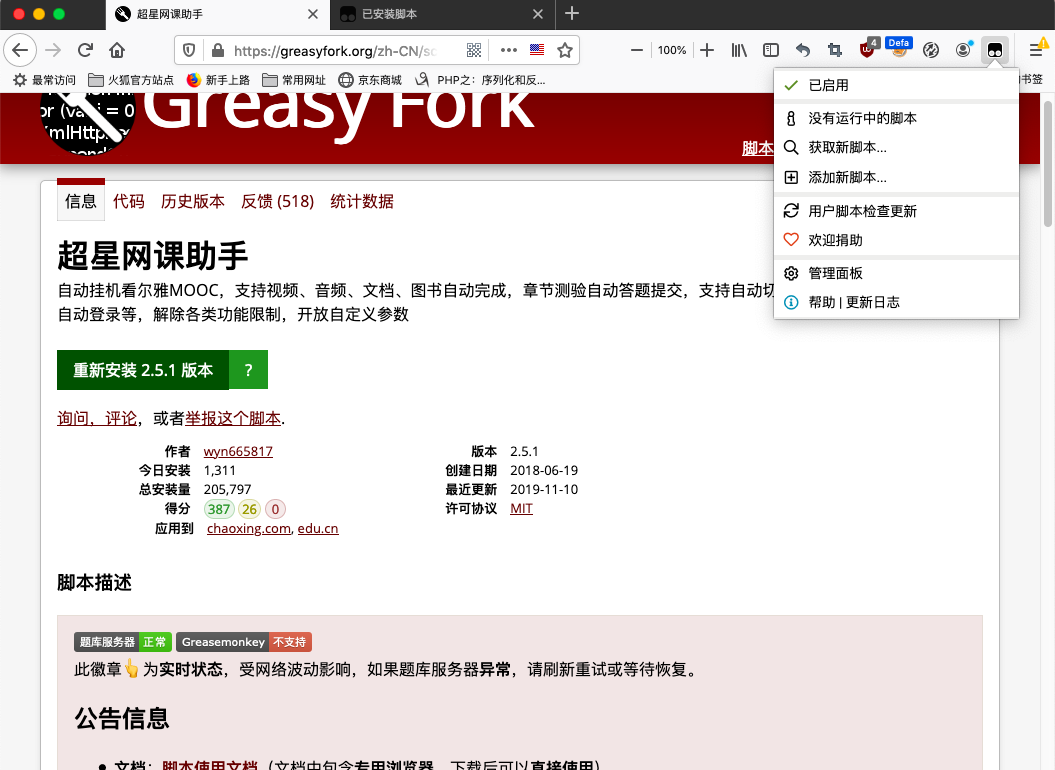 超星网课助手
已安装脚本
https://greasyfork.org/zh-CN/sc
100%
4
Defa
最常访问
火狐官方站点
新手上路
常用网址
京东商城
PHP之：序列化和反...
书签
已启用
没有运行中的脚本
获取新脚本...
添加新脚本...
用户脚本检查更新
欢迎捐助
管理面板
帮助 | 更新日志
or (va i = 0
mlHttp
Greasy Fork
脚本
信息
代码
历史版本
反馈 (518)
统计数据
超星网课助手
自动挂机看尔雅MOOC，支持视频、音频、文档、图书自动完成，章节测验自动答题提交，支持自动切
自动登录等，解除各类功能限制，开放自定义参数
重新安装 2.5.1 版本
?
询问，评论，或者举报这个脚本.
作者 wyn665817
版本 2.5.1
今日安装 1,311
创建日期 2018-06-19
总安装量 205,797
最近更新 2019-11-10
得分 387 26 0
许可协议 MIT
应用到 chaoxing.com, edu.cn
脚本描述
题库服务器 正常 Greasemonkey 不支持
此徽章👆为实时状态，受网络波动影响，如果题库服务器异常，请刷新重试或等待恢复。
公告信息
文档：脚本使用文档（文档中包含专用浏览器，下载后可以直接使用）